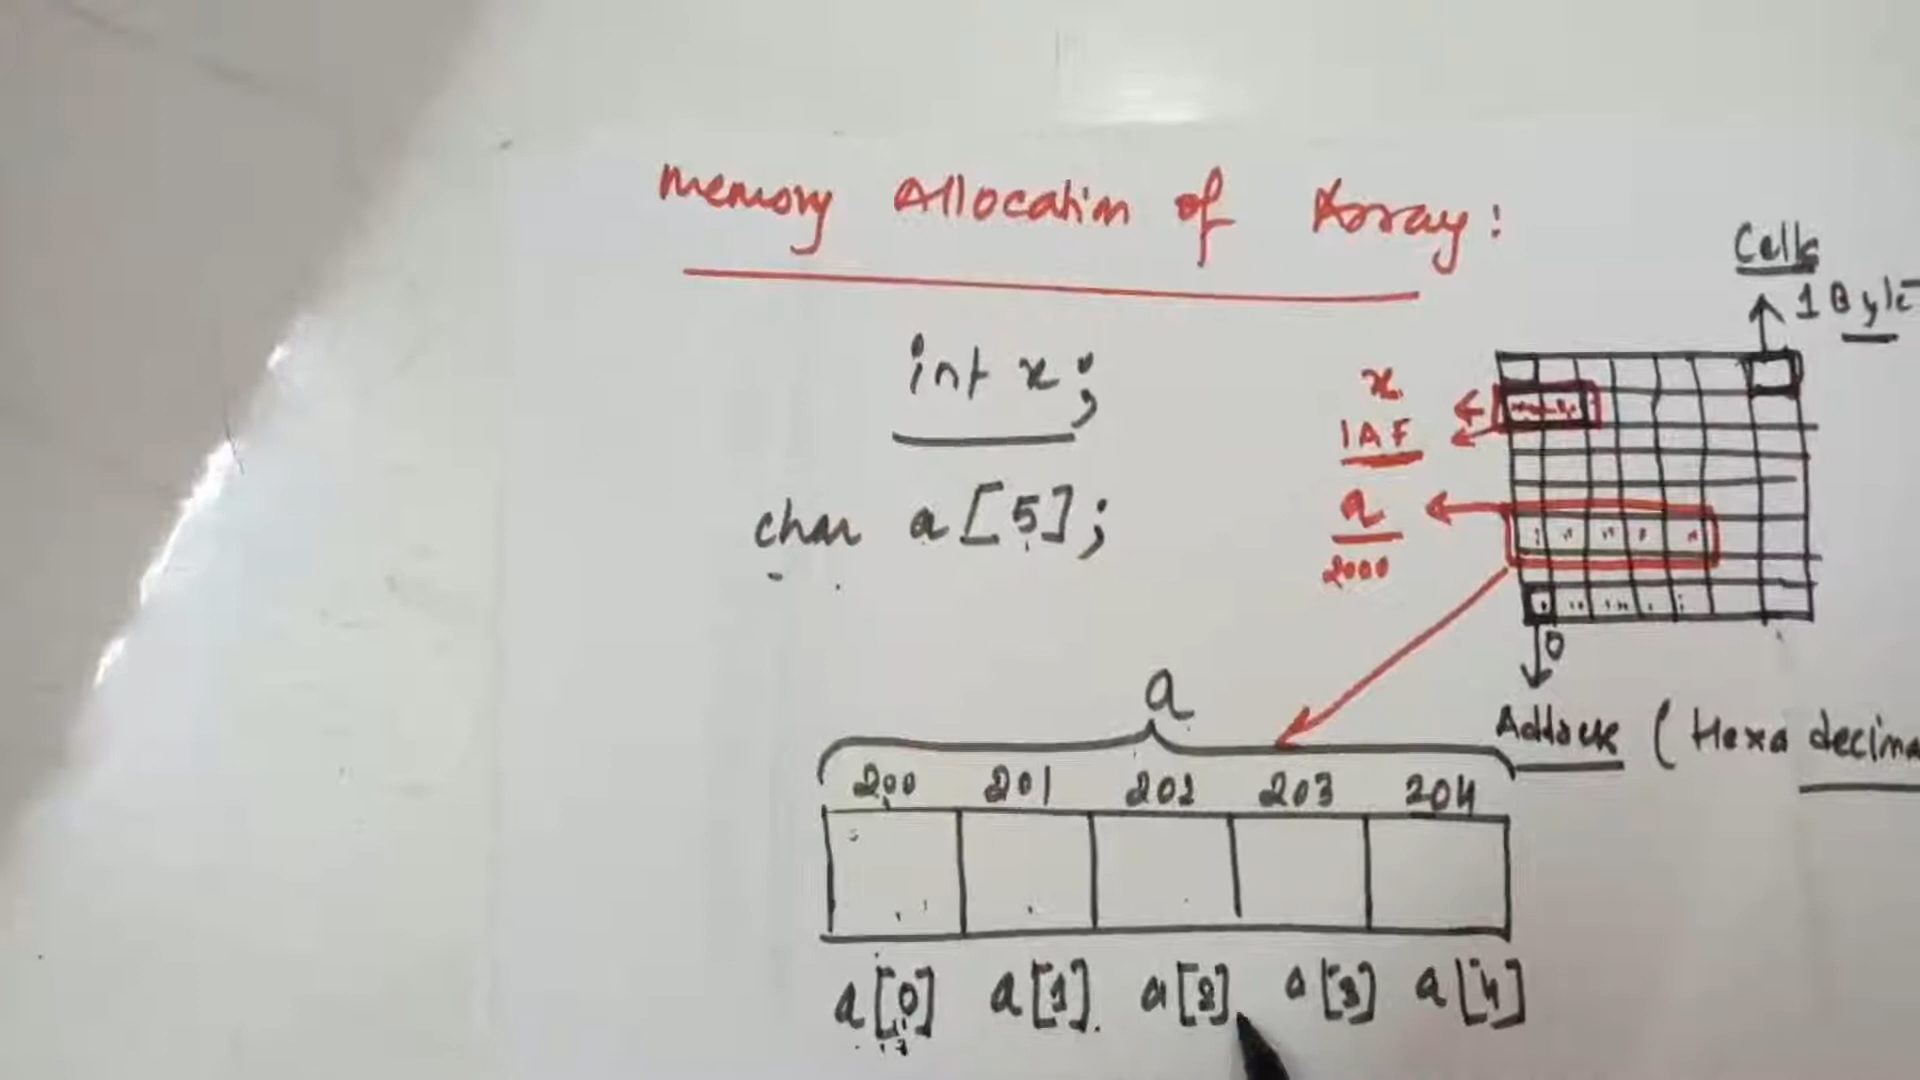 Memory Allocation of Array:
Cells
1 Byte
int x;
x
1AF
char a[5];
a
2000
0
Address (Hexa decima
a
200 201 202 203 204
a[0] a[1] a[2] a[3] a[4]